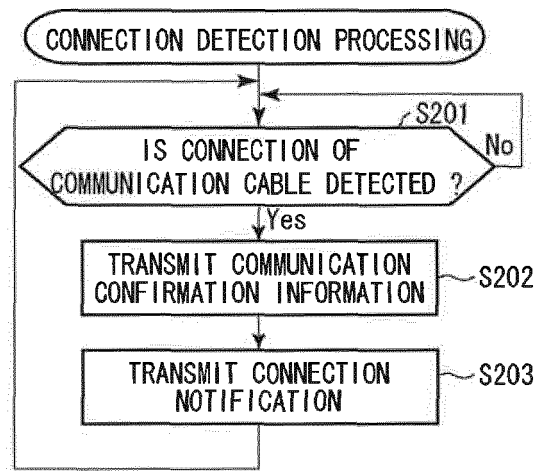 CONNECTION DETECTION PROCESSING
S201
IS CONNECTION OF
COMMUNICATION CABLE DETECTED ?
No
Yes
TRANSMIT COMMUNICATION
CONFIRMATION INFORMATION
S202
TRANSMIT CONNECTION
NOTIFICATION
S203